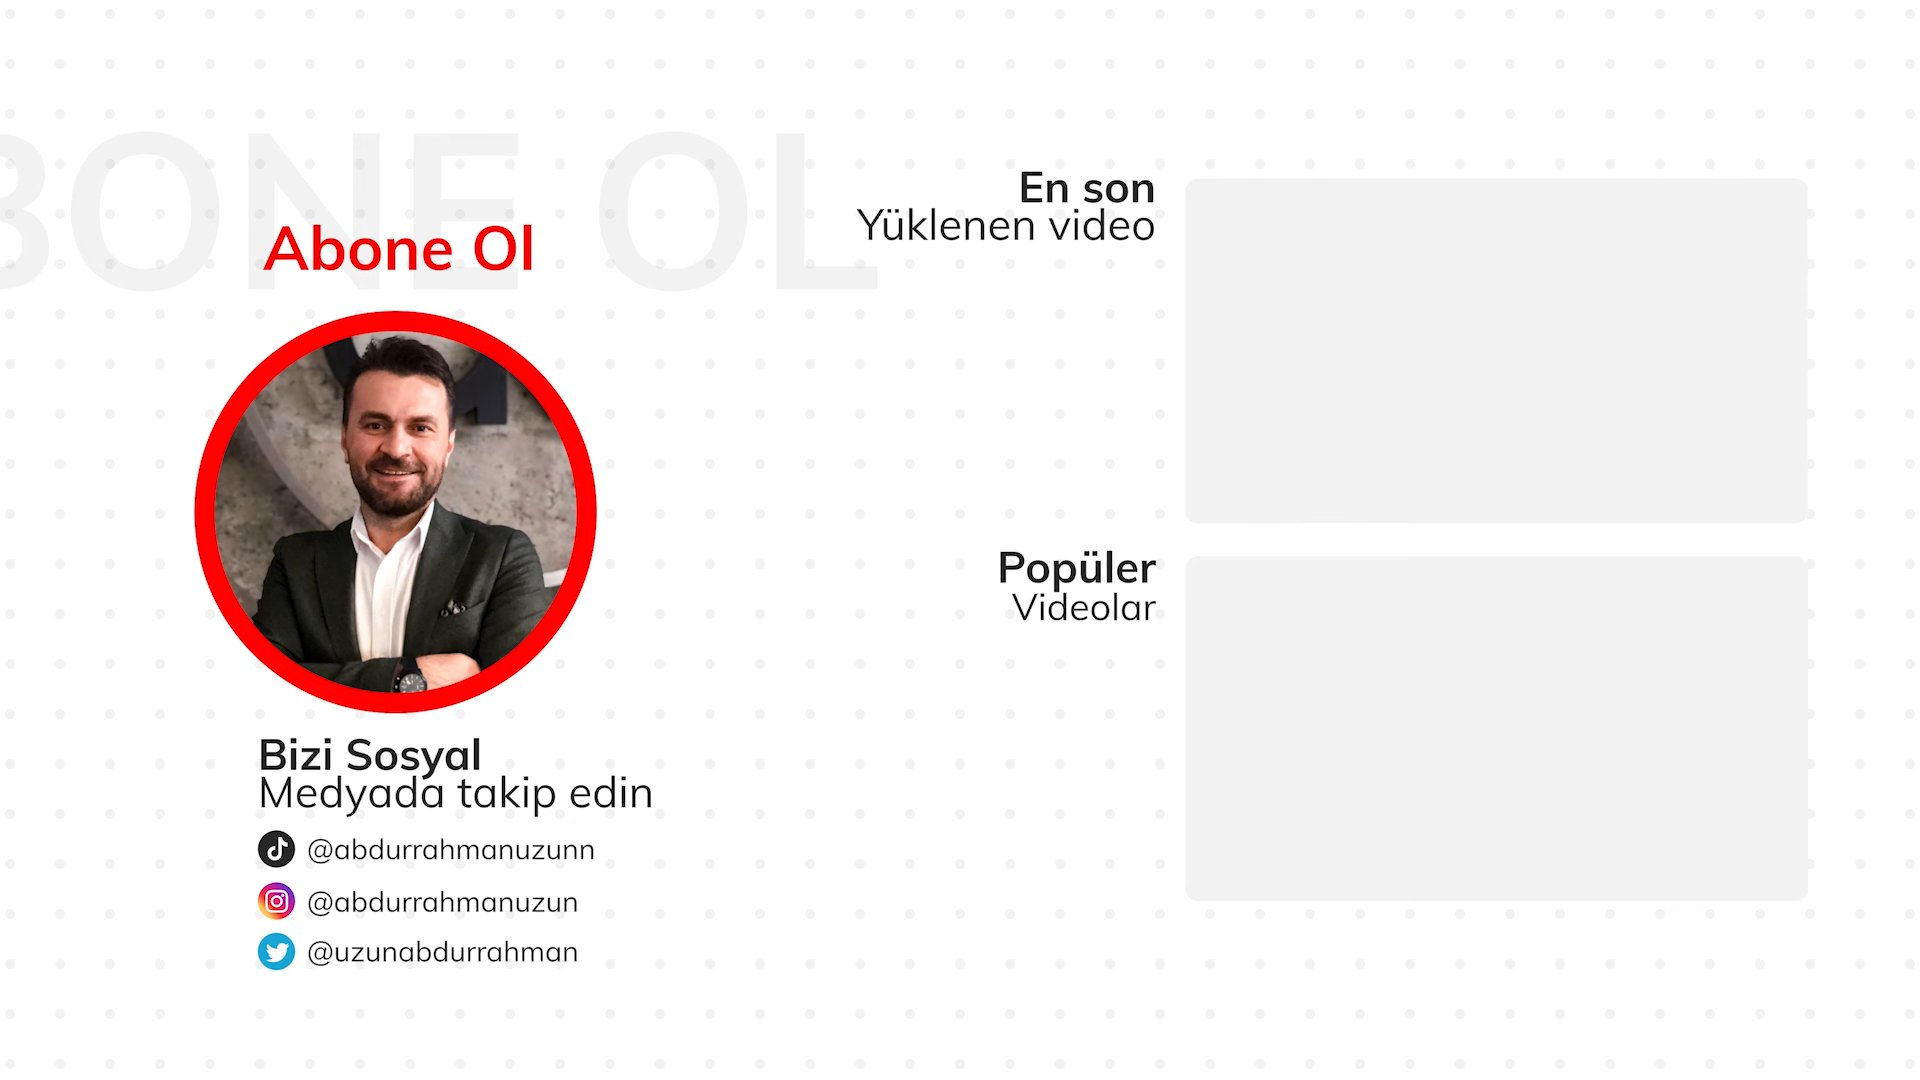 BONE OL
Abone Ol
Bizi Sosyal
Medyada takip edin
@abdurrahmanuzunn
@abdurrahmanuzun
@uzunabdurrahman
En son
Yüklenen video
Popüler
Videolar